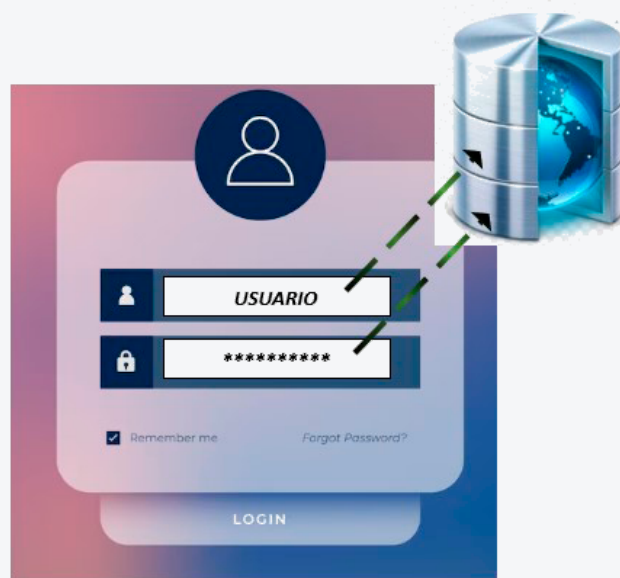 USUARIO
**********
Remember me
Forgot Password?
LOGIN